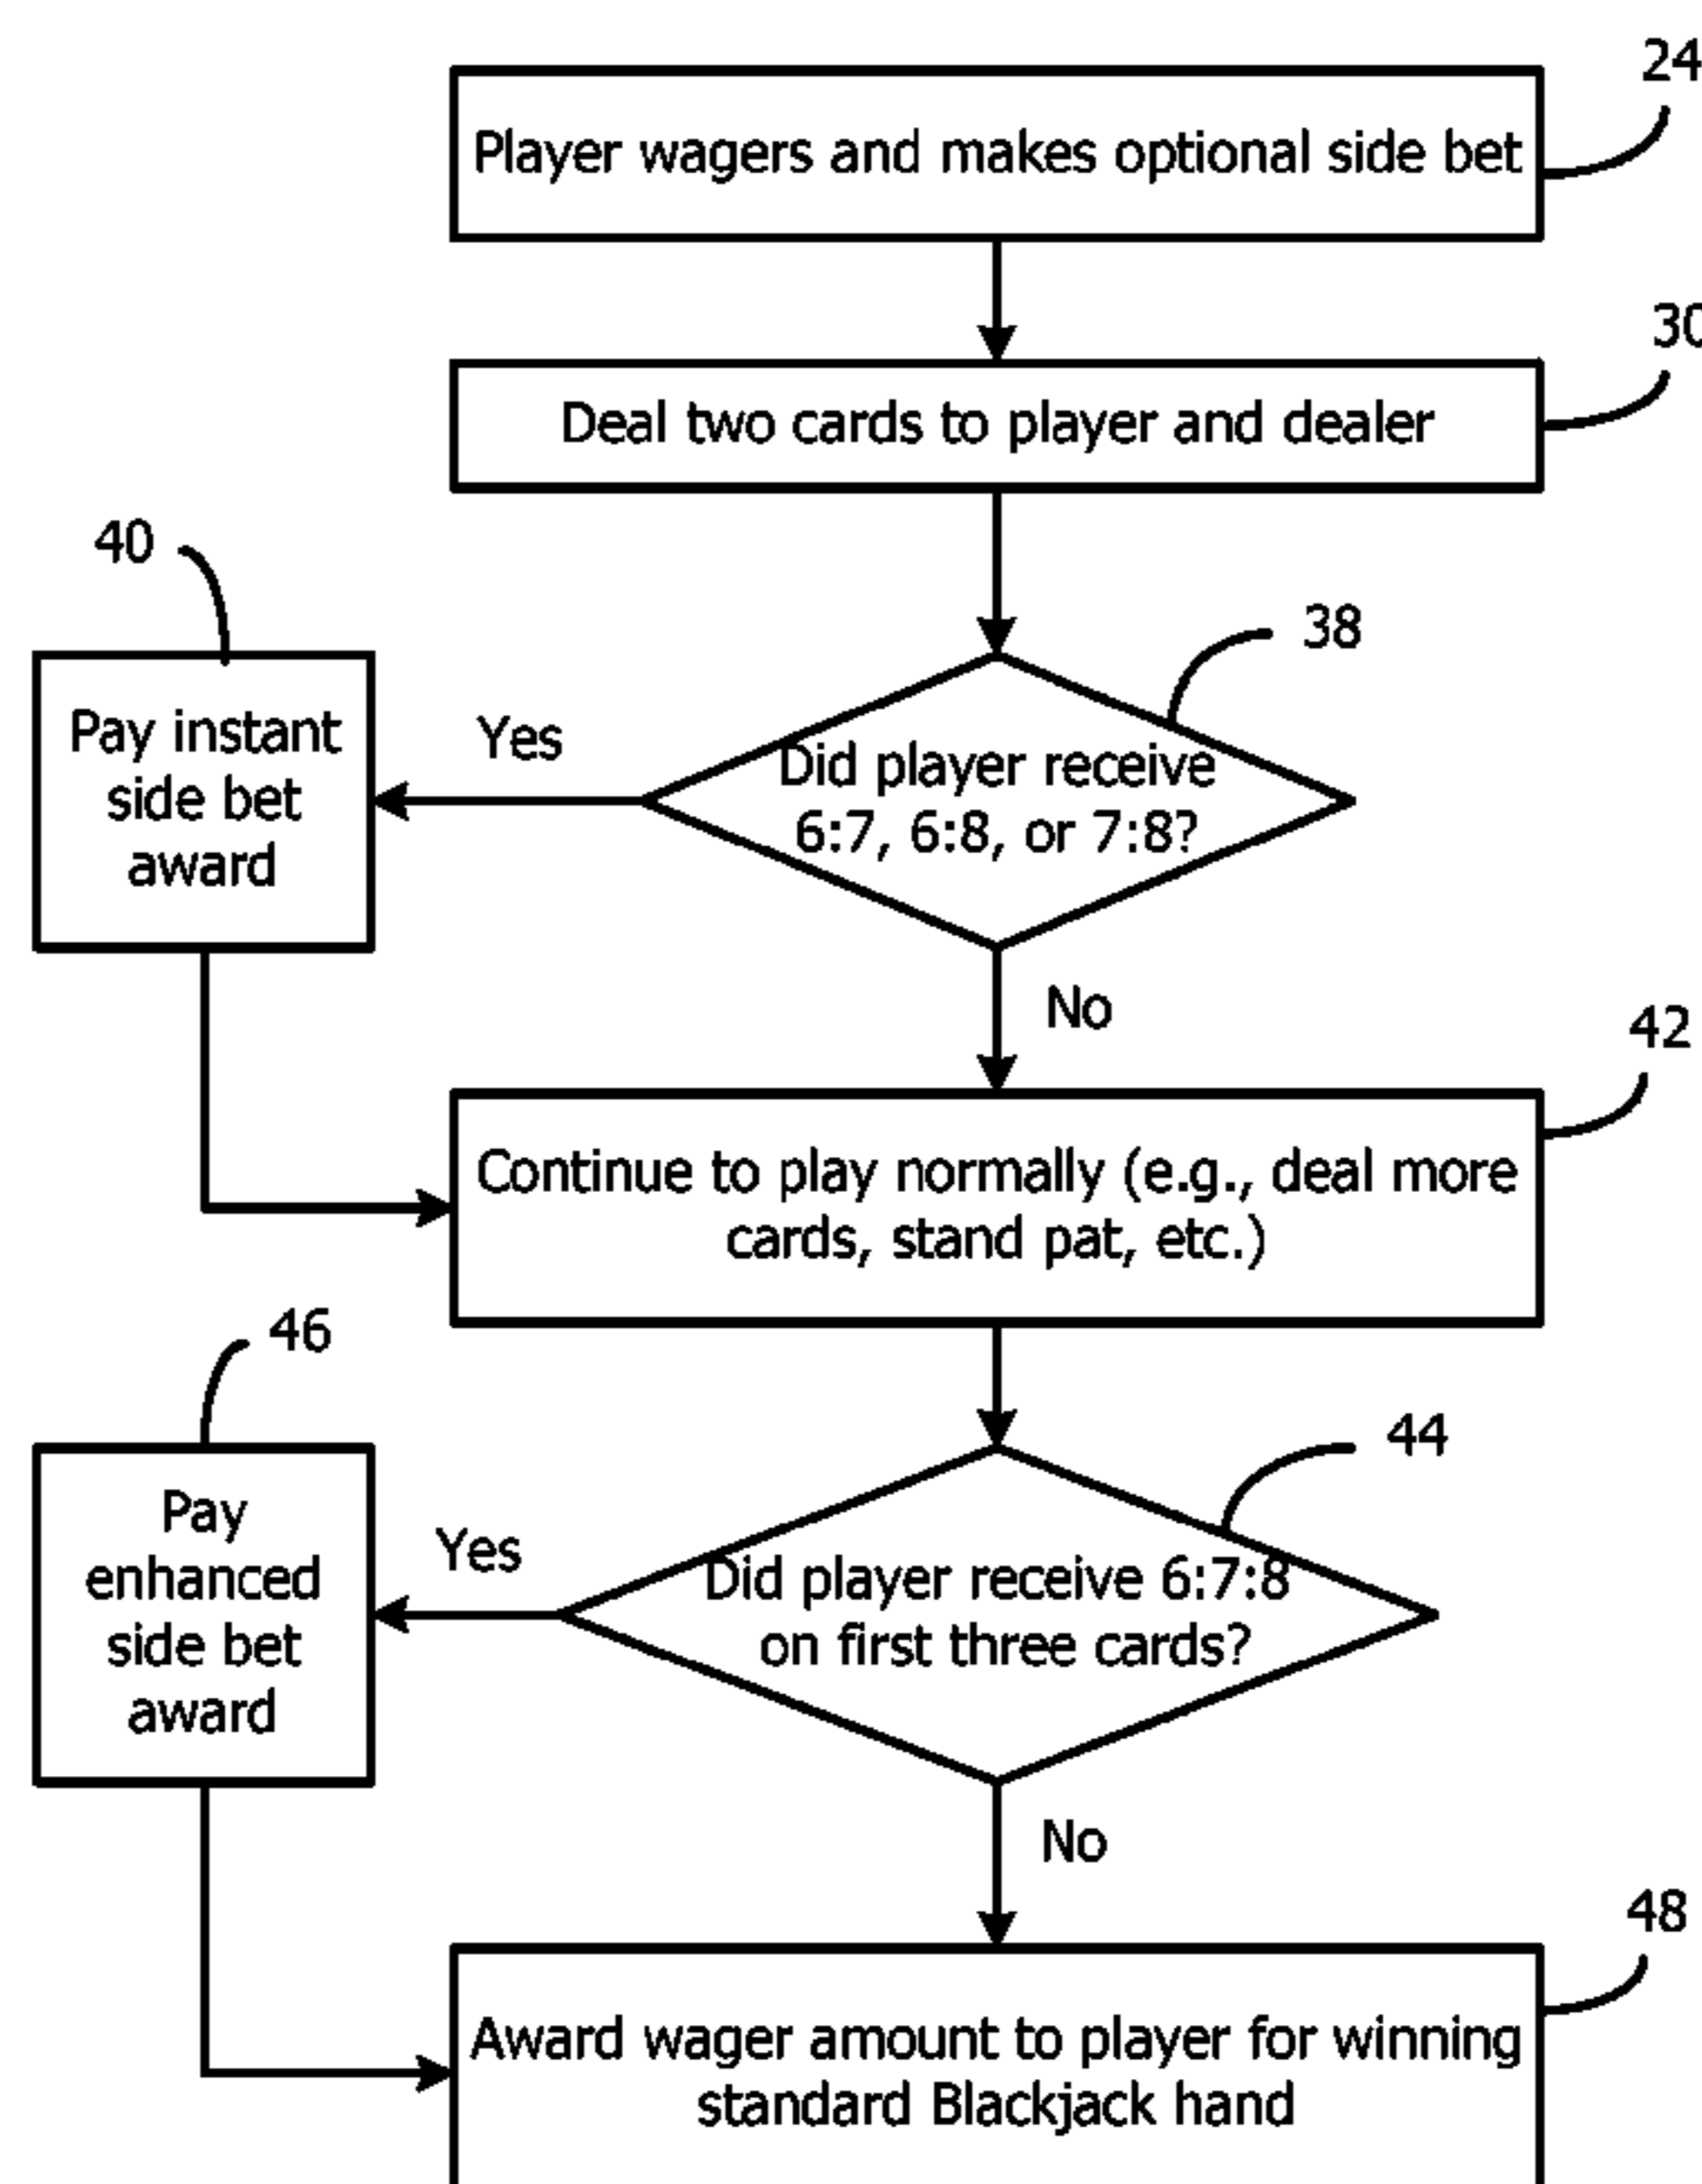 24
Player wagers and makes optional side bet
30
Deal two cards to player and dealer
40
38
Pay instant
side bet
award
Yes
Did player receive
6:7, 6:8, or 7:8?
No
42
Continue to play normally (e.g., deal more
cards, stand pat, etc.)
46
44
Pay
enhanced
side bet
award
Yes
Did player receive 6:7:8
on first three cards?
No
48
Award wager amount to player for winning
standard Blackjack hand